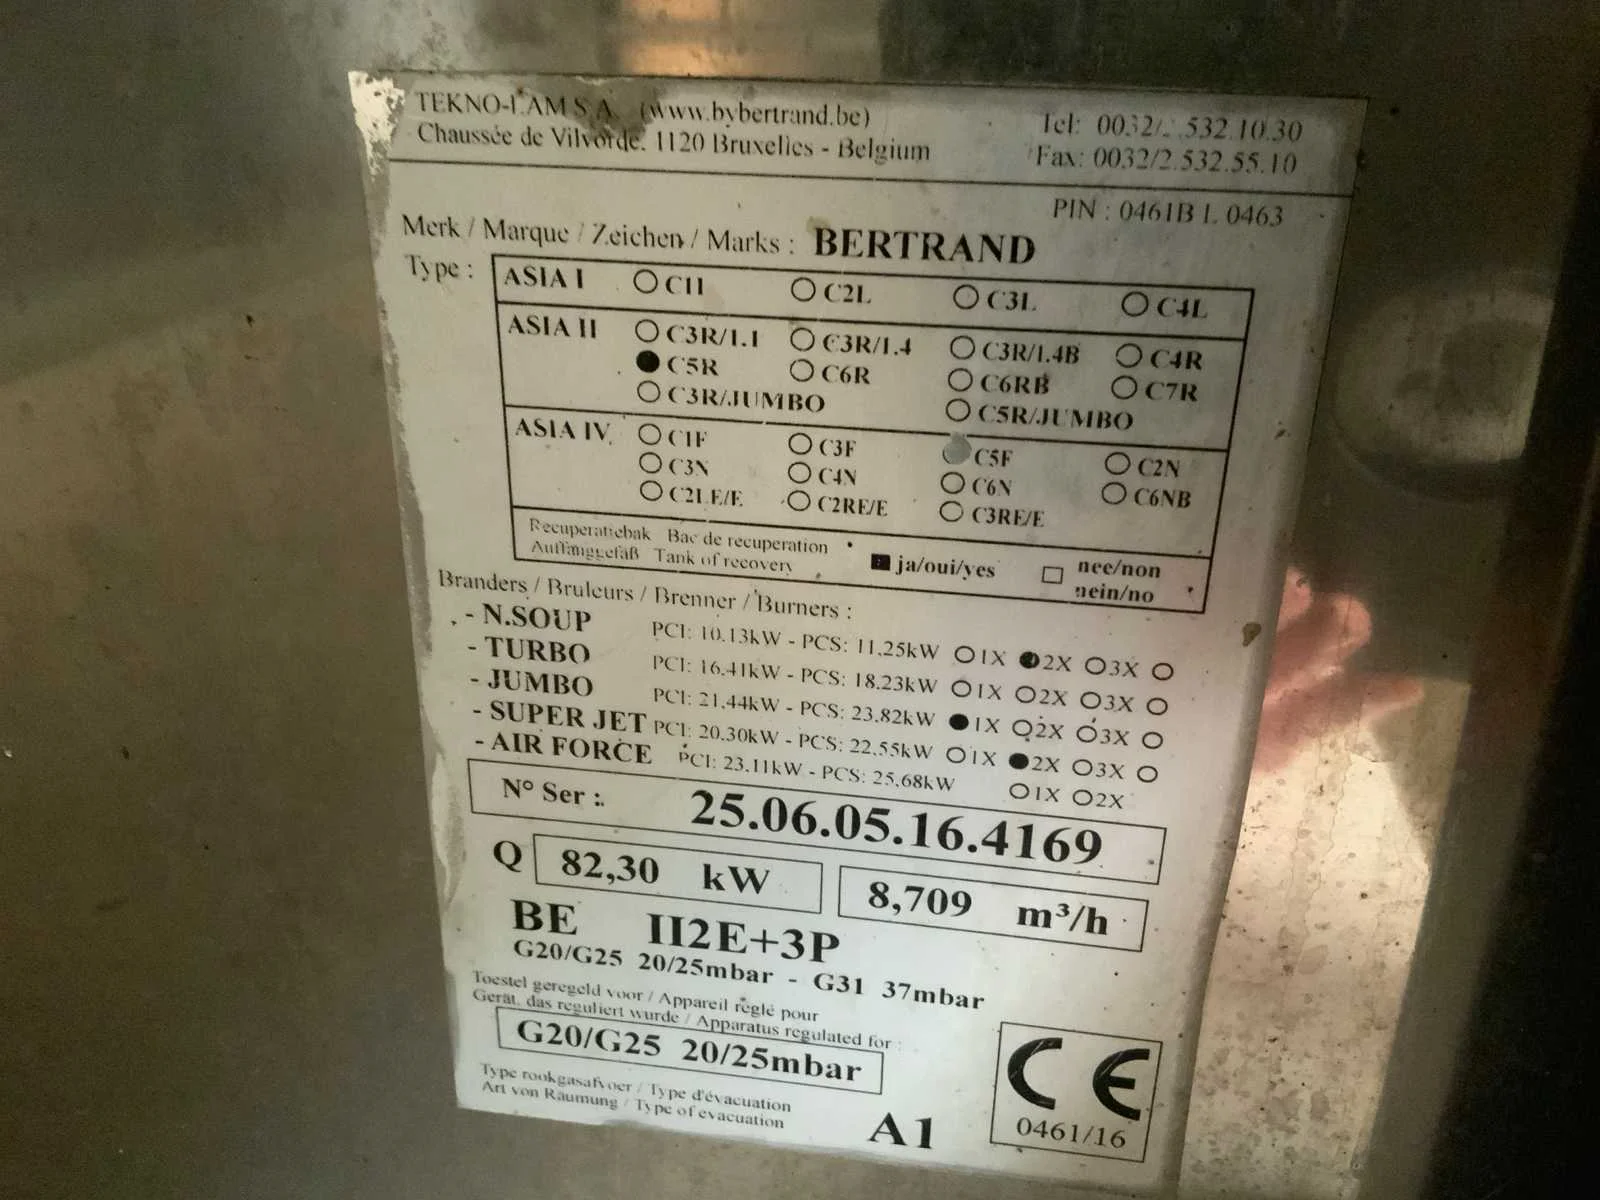 TEKNO-LAM S.A. (www.bybertrand.be)
Chaussée de Vilvorde, 1120 Bruxelles - Belgium
Tel: 0032/2.532.10.30
Fax: 0032/2.532.55.10
PIN : 0461BL0463
Merk / Marque / Zeichen / Marks : BERTRAND
Type :
ASIA I ○ C1L ○ C2L ○ C3L ○ C4L
ASIA II ○ C3R/1.1 ○ C3R/1.4 ○ C3R/1.4B ○ C4R
● C5R ○ C6R ○ C6RB ○ C7R
○ C3R/JUMBO ○ C5R/JUMBO
ASIA IV ○ C1F ○ C3F ○ C5F ○ C2N
○ C3N ○ C4N ○ C6N ○ C6NB
○ C2LE/E ○ C2RE/E ○ C3RE/E
Recuperatiebak Bac de recuperation
Auffanggefäß Tank of recovery
■ ja/oui/yes □ nee/non
nein/no
Branders / Bruleurs / Brenner / Burners :
- N.SOUP PCI: 10.13kW - PCS: 11,25kW ○1X ●2X ○3X ○
- TURBO PCI: 16.41kW - PCS: 18.23kW ○1X ○2X ○3X ○
- JUMBO PCI: 21.44kW - PCS: 23.82kW ●1X ○2X ○3X ○
- SUPER JET PCI: 20.30kW - PCS: 22.55kW ○1X ●2X ○3X ○
- AIR FORCE PCI: 23.11kW - PCS: 25,68kW ○1X ○2X
N° Ser : 25.06.05.16.4169
Q 82,30 kW 8,709 m³/h
BE II2E+3P
G20/G25 20/25mbar - G31 37mbar
Toestel geregeld voor / Appareil réglé pour
Gerät, das reguliert wurde / Apparatus regulated for :
G20/G25 20/25mbar
Type rookgasafvoer / Type d'évacuation
Art von Räumung / Type of evacuation
A1
CE
0461/16